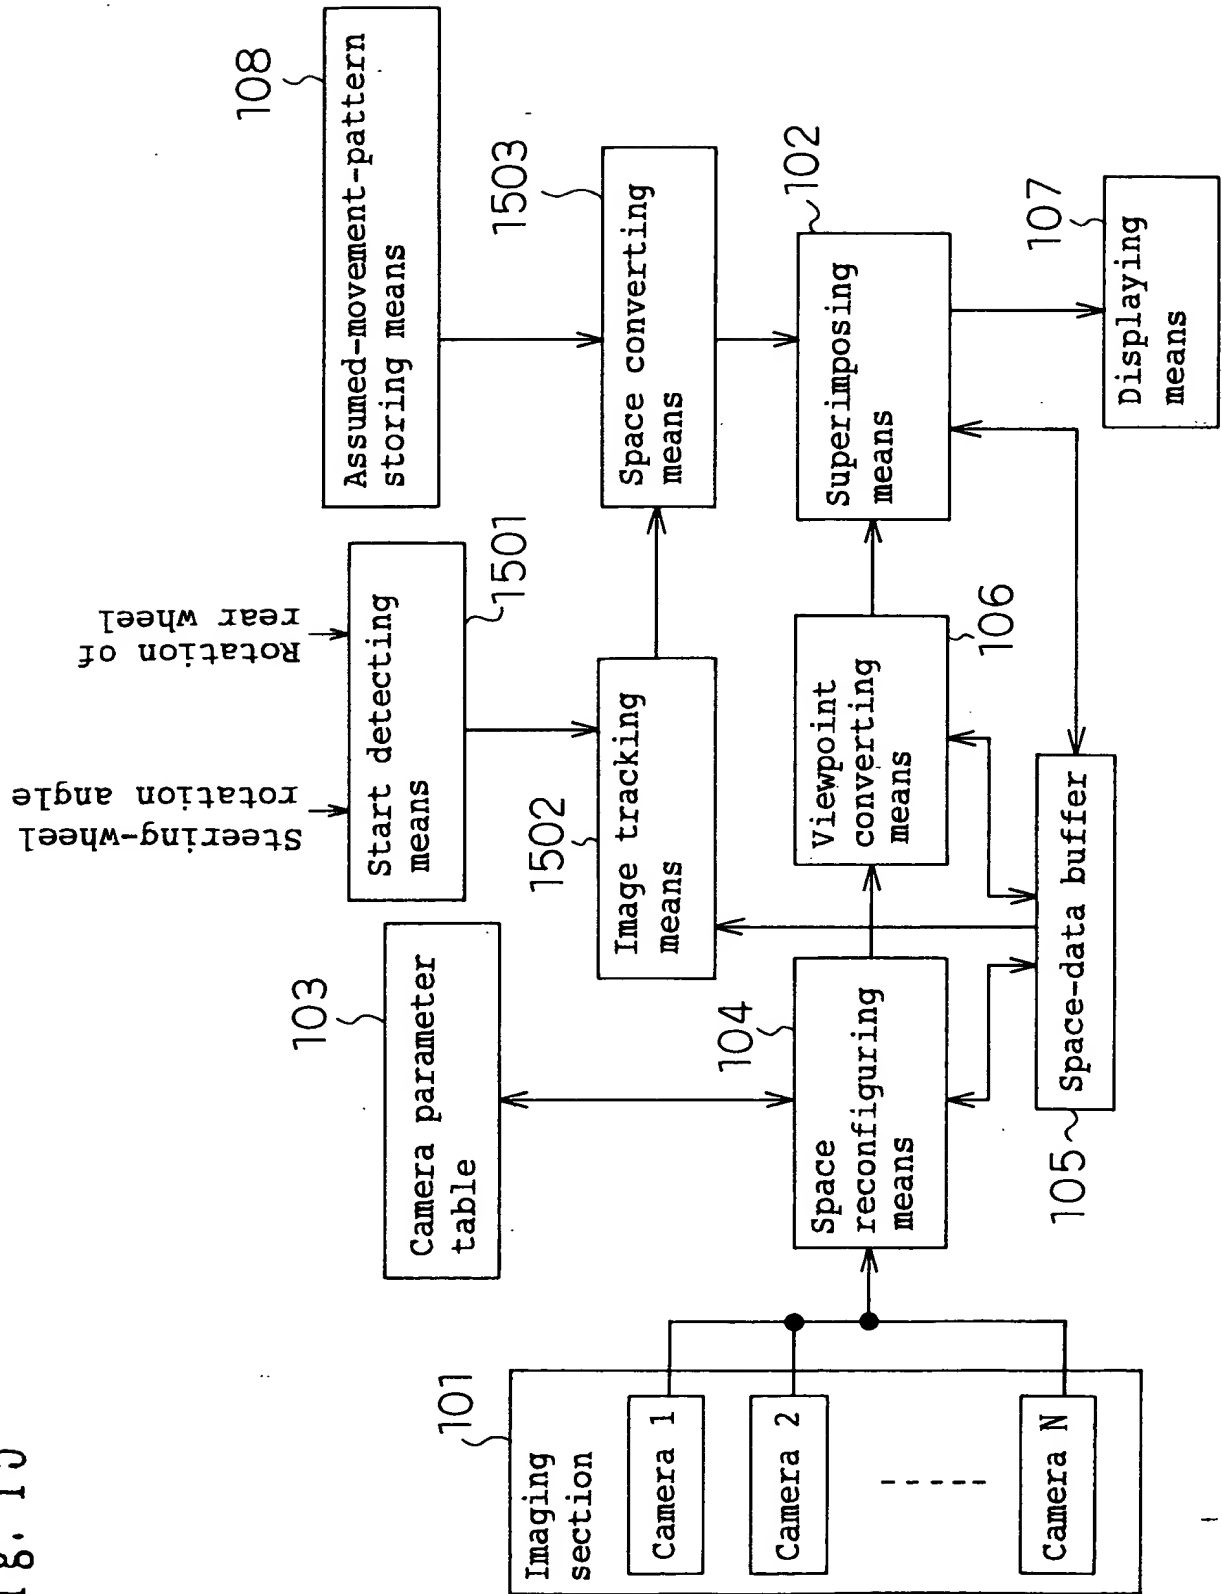 Steering-wheel
rotation angle
Rotation of
rear wheel
108
Assumed-movement-pattern
storing means
Start detecting
means
1501
103
Camera parameter
table
1502
Image tracking
means
1503
Space converting
means
101
Imaging
section
Camera 1
Camera 2
Camera N
104
Space
reconfiguring
means
Viewpoint
converting
means
106
102
Superimposing
means
105
Space-data buffer
107
Displaying
means